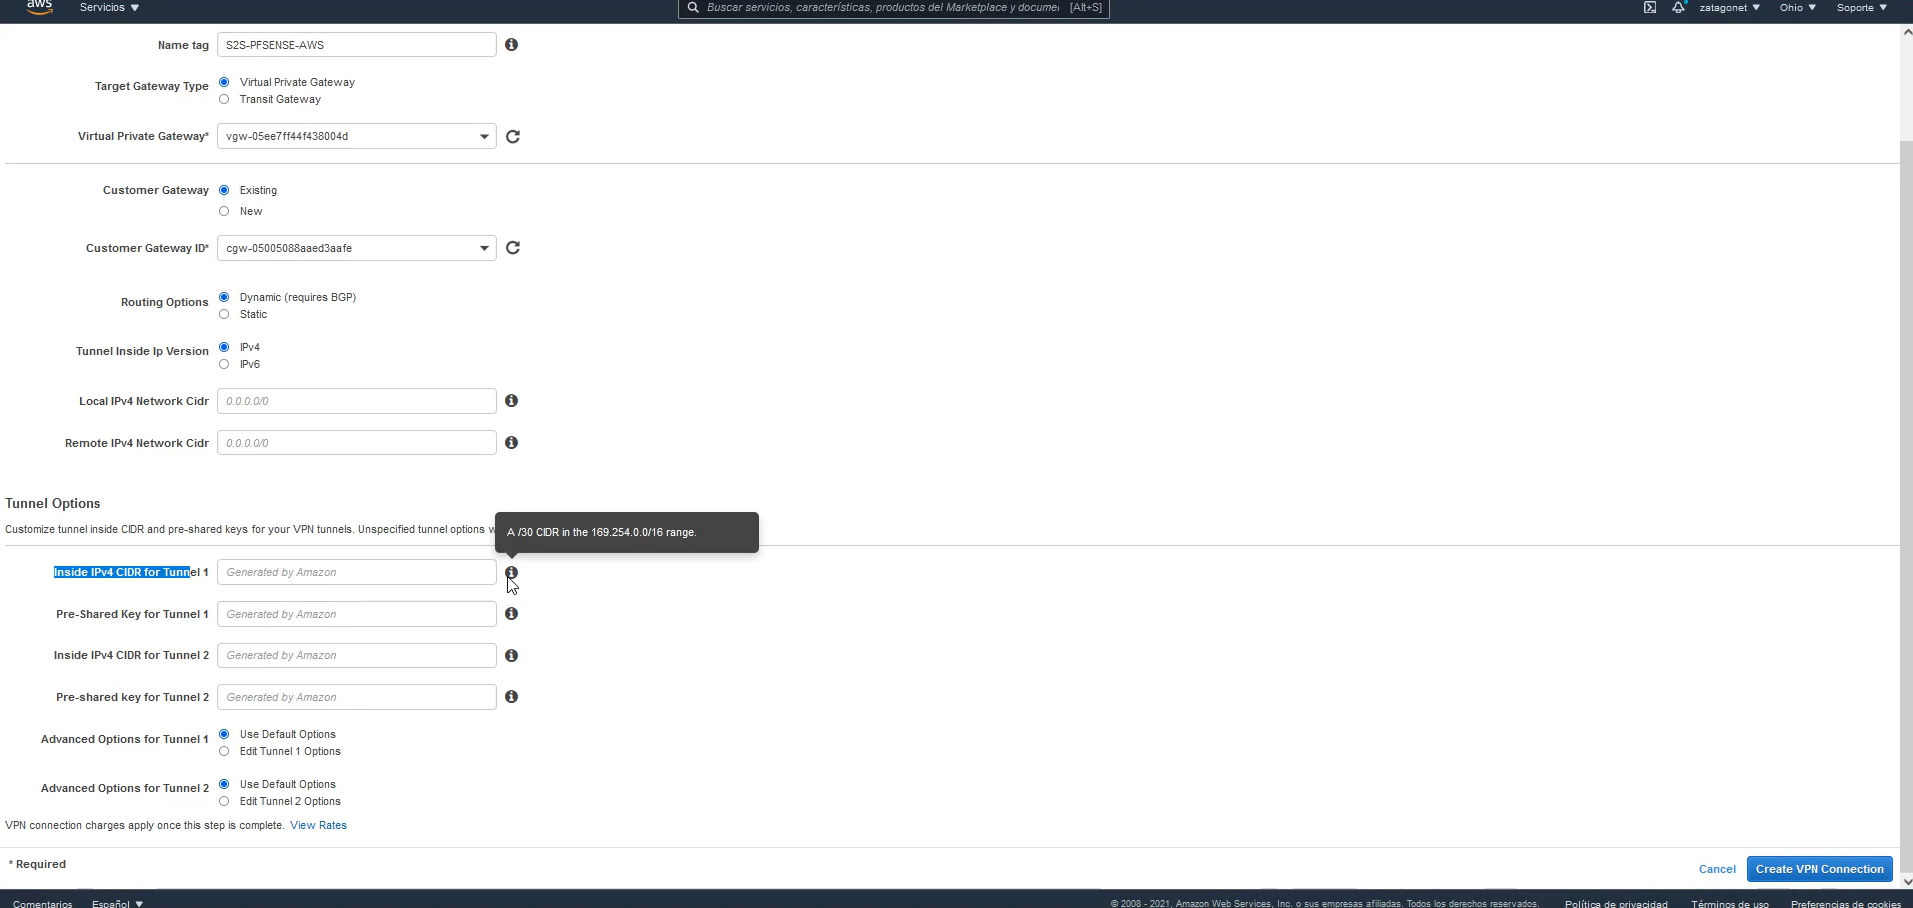 aws Servicios Buscar servicios, características, productos del Marketplace y documer [Alt+S] zatagonet Ohio Soporte
Name tag S2S-PFSENSE-AWS
Target Gateway Type Virtual Private Gateway
Transit Gateway
Virtual Private Gateway* vgw-05ee7ff44f438004d
Customer Gateway Existing
New
Customer Gateway ID* cgw-05005088aaed3aafe
Routing Options Dynamic (requires BGP)
Static
Tunnel Inside Ip Version IPv4
IPv6
Local IPv4 Network Cidr 0.0.0.0/0
Remote IPv4 Network Cidr 0.0.0.0/0
Tunnel Options
Customize tunnel inside CIDR and pre-shared keys for your VPN tunnels. Unspecified tunnel options w
A /30 CIDR in the 169.254.0.0/16 range.
Inside IPv4 CIDR for Tunnel 1 Generated by Amazon
Pre-Shared Key for Tunnel 1 Generated by Amazon
Inside IPv4 CIDR for Tunnel 2 Generated by Amazon
Pre-shared key for Tunnel 2 Generated by Amazon
Advanced Options for Tunnel 1 Use Default Options
Edit Tunnel 1 Options
Advanced Options for Tunnel 2 Use Default Options
Edit Tunnel 2 Options
VPN connection charges apply once this step is complete. View Rates
* Required
Cancel Create VPN Connection
Comentarios Español © 2008 - 2021, Amazon Web Services, Inc. o sus empresas afiliadas. Todos los derechos reservados. Política de privacidad Términos de uso Preferencias de cookies